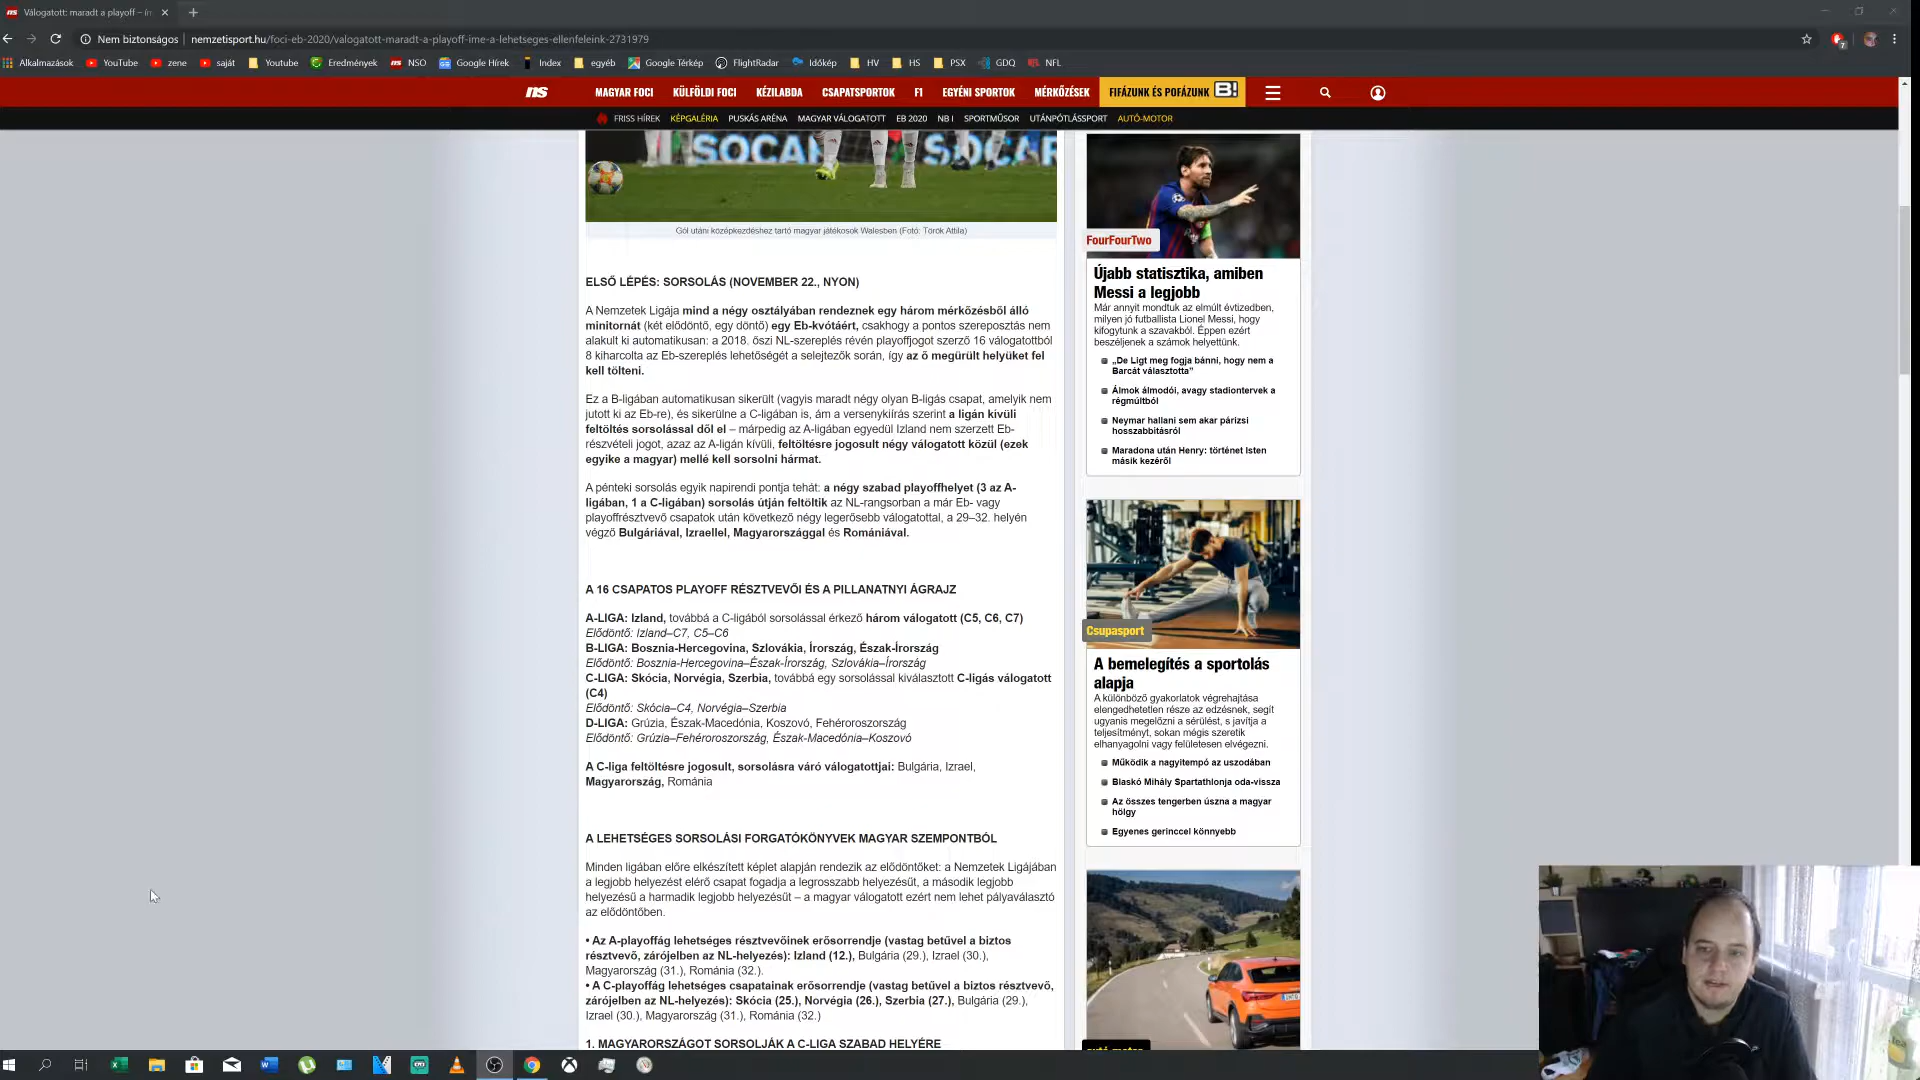 Válogatott: maradt a playoff – ím
Nem biztonságos
nemzetisport.hu/foci-eb-2020/valogatott-maradt-a-playoff-ime-a-lehetseges-ellenfeleink-2731979
Alkalmazások YouTube zene saját Youtube Eredmények NSO Google Hírek Index egyéb Google Térkép FlightRadar Időkép HV HS PSX GDQ NFL
ns MAGYAR FOCI KÜLFÖLDI FOCI KÉZILABDA CSAPATSPORTOK F1 EGYÉNI SPORTOK MÉRKŐZÉSEK FIFÁZUNK ÉS POFÁZUNK B!
FRISS HÍREK KÉPGALÉRIA PUSKÁS ARÉNA MAGYAR VÁLOGATOTT EB 2020 NB I SPORTMŰSOR UTÁNPÓTLÁSSPORT AUTÓ-MOTOR
SOCAR SOCAR
Gól utáni középkezdéshez tartó magyar játékosok Walesben (Fotó: Török Attila)
ELSŐ LÉPÉS: SORSOLÁS (NOVEMBER 22., NYON)
A Nemzetek Ligája mind a négy osztályában rendeznek egy három mérkőzésből álló
minitornát (két elődöntő, egy döntő) egy Eb-kvótáért, csakhogy a pontos szereposztás nem
alakult ki automatikusan: a 2018. őszi NL-szereplés révén playoffjogot szerző 16 válogatottból
8 kiharcolta az Eb-szereplés lehetőségét a selejtezők során, így az ő megürült helyüket fel
kell tölteni.
Ez a B-ligában automatikusan sikerült (vagyis maradt négy olyan B-ligás csapat, amelyik nem
jutott ki az Eb-re), és sikerülne a C-ligában is, ám a versenykiírás szerint a ligán kívüli
feltöltés sorsolással dől el – márpedig az A-ligában egyedül Izland nem szerzett Eb-
részvételi jogot, azaz az A-ligán kívüli, feltöltésre jogosult négy válogatott közül (ezek
egyike a magyar) mellé kell sorsolni hármat.
A pénteki sorsolás egyik napirendi pontja tehát: a négy szabad playoffhelyet (3 az A-
ligában, 1 a C-ligában) sorsolás útján feltöltik az NL-rangsorban a már Eb- vagy
playoffrésztvevő csapatok után következő négy legerősebb válogatottal, a 29–32. helyén
végző Bulgáriával, Izraellel, Magyarországgal és Romániával.
A 16 CSAPATOS PLAYOFF RÉSZTVEVŐI ÉS A PILLANATNYI ÁGRAJZ
A-LIGA: Izland, továbbá a C-ligából sorsolással érkező három válogatott (C5, C6, C7)
Elődöntő: Izland–C7, C5–C6
B-LIGA: Bosznia-Hercegovina, Szlovákia, Írország, Észak-Írország
Elődöntő: Bosznia-Hercegovina–Észak-Írország, Szlovákia–Írország
C-LIGA: Skócia, Norvégia, Szerbia, továbbá egy sorsolással kiválasztott C-ligás válogatott
(C4)
Elődöntő: Skócia–C4, Norvégia–Szerbia
D-LIGA: Grúzia, Észak-Macedónia, Koszovó, Fehéroroszország
Elődöntő: Grúzia–Fehéroroszország, Észak-Macedónia–Koszovó
A C-liga feltöltésre jogosult, sorsolásra váró válogatottjai: Bulgária, Izrael,
Magyarország, Románia
A LEHETSÉGES SORSOLÁSI FORGATÓKÖNYVEK MAGYAR SZEMPONTBÓL
Minden ligában előre elkészített képlet alapján rendezik az elődöntőket: a Nemzetek Ligájában
a legjobb helyezést elérő csapat fogadja a legrosszabb helyezésűt, a második legjobb
helyezésű a harmadik legjobb helyezésűt – a magyar válogatott ezért nem lehet pályaválasztó
az elődöntőben.
• Az A-playoffág lehetséges résztvevőinek erősorrendje (vastag betűvel a biztos
résztvevő, zárójelben az NL-helyezés): Izland (12.), Bulgária (29.), Izrael (30.),
Magyarország (31.), Románia (32.).
• A C-playoffág lehetséges csapatainak erősorrendje (vastag betűvel a biztos résztvevő,
zárójelben az NL-helyezés): Skócia (25.), Norvégia (26.), Szerbia (27.), Bulgária (29.),
Izrael (30.), Magyarország (31.), Románia (32.)
1. MAGYARORSZÁGOT SORSOLJÁK A C-LIGA SZABAD HELYÉRE
FourFourTwo
Újabb statisztika, amiben
Messi a legjobb
Már annyit mondtuk az elmúlt évtizedben,
milyen jó futballista Lionel Messi, hogy
kifogytunk a szavakból. Éppen ezért
beszéljenek a számok helyettünk.
„De Ligt meg fogja bánni, hogy nem a
Barcát választotta”
Álmok álmodói, avagy stadiontervek a
régmúltból
Neymar hallani sem akar párizsi
hosszabbításról
Maradona után Henry: történet Isten
másik kezéről
Csupasport
A bemelegítés a sportolás
alapja
A különböző gyakorlatok végrehajtása
elengedhetetlen része az edzésnek, segít
ugyanis megelőzni a sérülést, s javítja a
teljesítményt, sokan mégis szeretik
elhanyagolni vagy felületesen elvégezni.
Működik a nagyitempó az uszodában
Blaskó Mihály Spartathlonja oda-vissza
Az összes tengerben úszna a magyar
hölgy
Egyenes gerinccel könnyebb